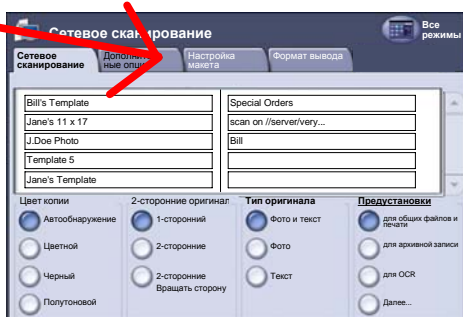 Сетевое сканирование
Все
режимы
Сетевое
сканирование
Дополнитель
ные опции
Настройка
макета
Формат вывода
Bill's Template
Special Orders
Jane's 11 x 17
scan on //server/very...
J.Doe Photo
Bill
Template 5
Jane's Template
Цвет копии
2-сторонние оригинал
Тип оригинала
Предустановки
Автообнаружение
1-сторонний
Фото и текст
для общих файлов и
печати
Цветной
2-сторонние
Фото
для архивной записи
Черный
2-сторонние
Вращать сторону
Текст
для OCR
Полутоновой
Далее...